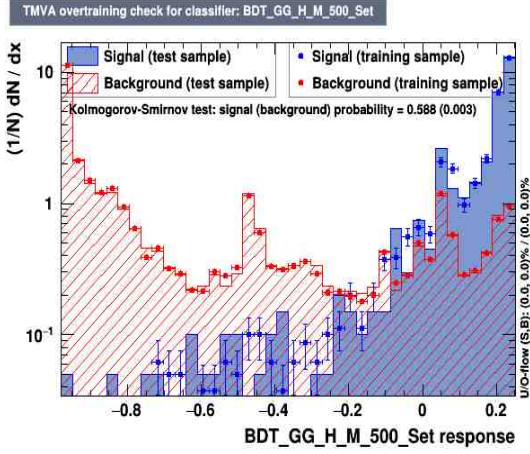 TMVA overtraining check for classifier: BDT_GG_H_M_500_Set
(1/N) dN / dx
Signal (test sample)
Signal (training sample)
Background (test sample)
Background (training sample)
Kolmogorov-Smirnov test: signal (background) probability = 0.588 (0.003)
10
1
10⁻¹
U/O-flow (S,B): (0.0, 0.0)% / (0.0, 0.0)%
−0.8
−0.6
−0.4
−0.2
0
0.2
BDT_GG_H_M_500_Set response